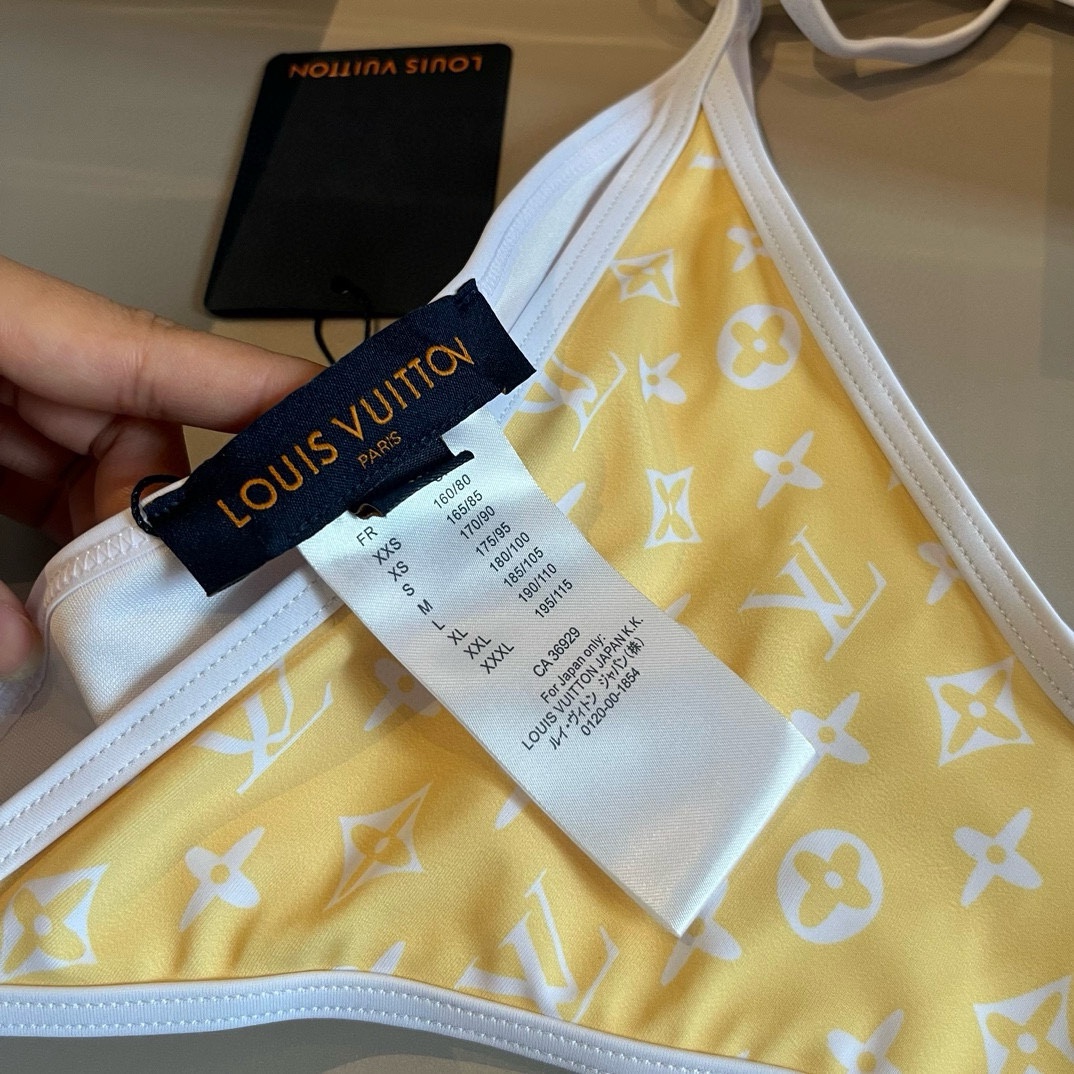 LOUIS VUITTON
LOUIS VUITTON
PARIS
FR
XXS 160/80
XS 165/85
S 170/90
M 175/95
L 180/100
XL 185/105
XXL 190/110
XXXL 195/115
CA 36929
For Japan only:
LOUIS VUITTON JAPAN K.K.
ルイ・ヴィトン ジャパン(株)
0120-00-1854